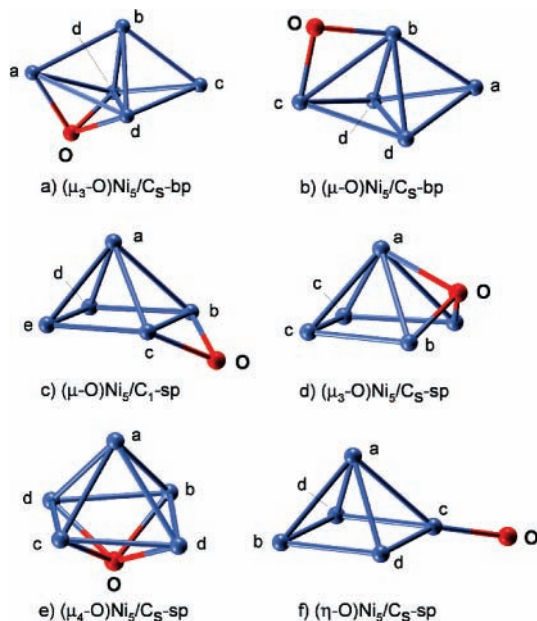 d b
a
c
d
O
a) (μ₃-O)Ni₅/Cₛ-bp
O
b
a
c
d
d
b) (μ-O)Ni₅/Cₛ-bp
a
d
b
e
c
O
c) (μ-O)Ni₅/C₁-sp
a
c
O
c
b
d) (μ₃-O)Ni₅/Cₛ-sp
a
d b
c d
O
e) (μ₄-O)Ni₅/Cₛ-sp
a
d c
O
b
d
f) (η-O)Ni₅/Cₛ-sp